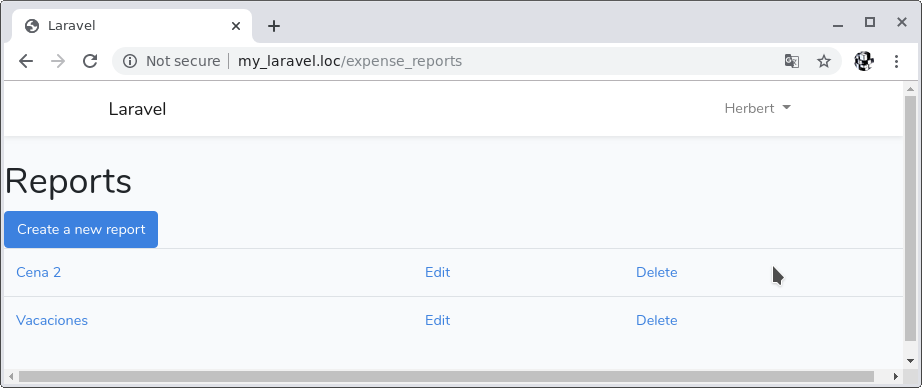 Laravel
Not secure my_laravel.loc/expense_reports
Laravel Herbert
Reports
Create a new report
Cena 2 Edit Delete
Vacaciones Edit Delete